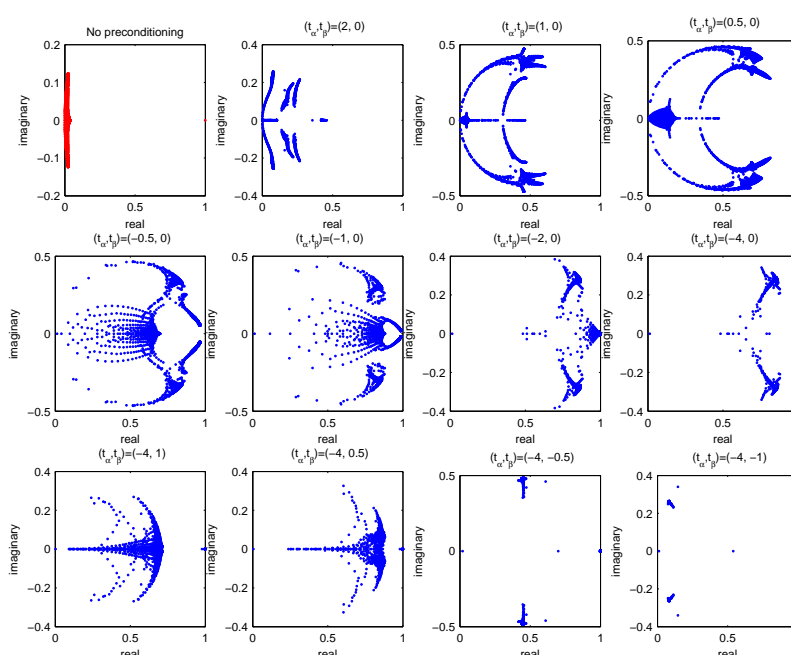 No preconditioning
0.2
0.1
0
−0.1
−0.2
0
0.5
1
real
imaginary
(t_α,t_β)=(2, 0)
0.4
0.2
0
−0.2
−0.4
0
0.5
1
real
imaginary
(t_α,t_β)=(1, 0)
0.5
0
−0.5
0
0.5
1
real
imaginary
(t_α,t_β)=(0.5, 0)
0.5
0
−0.5
0
0.5
real
imaginary
(t_α,t_β)=(−0.5, 0)
0.5
0
−0.5
0
0.5
1
real
imaginary
(t_α,t_β)=(−1, 0)
0.5
0
−0.5
0
0.5
1
real
imaginary
(t_α,t_β)=(−2, 0)
0.4
0.2
0
−0.2
−0.4
0
0.5
1
real
imaginary
(t_α,t_β)=(−4, 0)
0.4
0.2
0
−0.2
−0.4
0
0.5
real
imaginary
(t_α,t_β)=(−4, 1)
0.4
0.2
0
−0.2
−0.4
0
0.5
1
real
imaginary
(t_α,t_β)=(−4, 0.5)
0.4
0.2
0
−0.2
−0.4
0
0.5
1
real
imaginary
(t_α,t_β)=(−4, −0.5)
0.5
0
−0.5
0
0.5
1
real
imaginary
(t_α,t_β)=(−4, −1)
0.4
0.2
0
−0.2
−0.4
0
0.5
real
imaginary